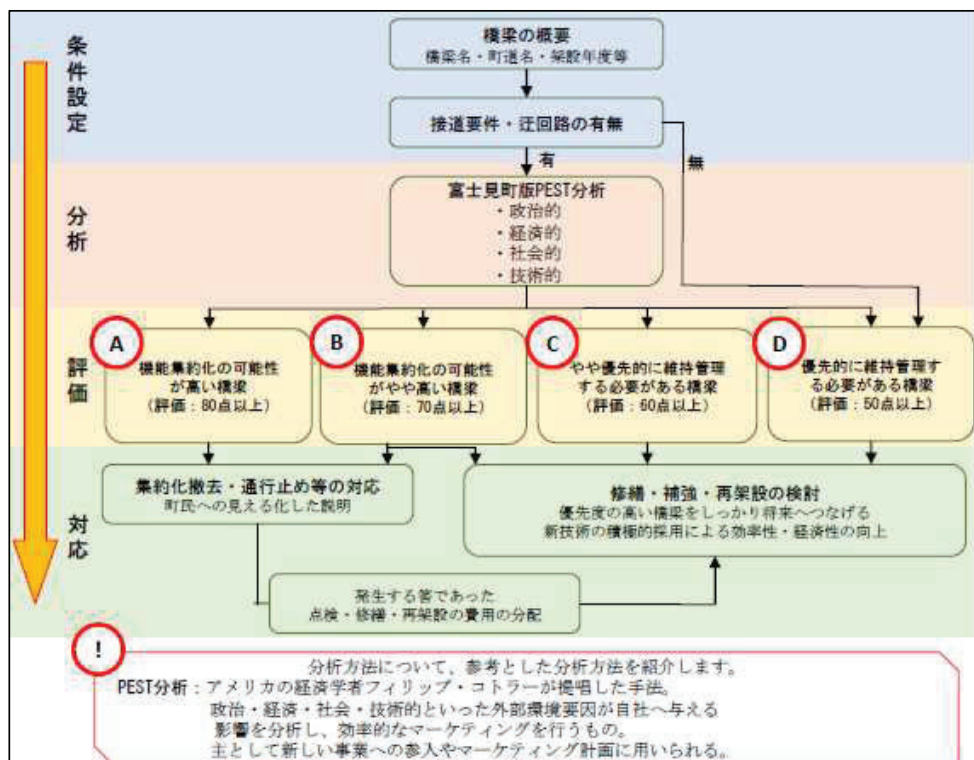 条件設定
橋梁の概要
橋梁名・町道名・架設年度等
接道要件・迂回路の有無
有
無
分析
富士見町版PEST分析
・政治的
・経済的
・社会的
・技術的
評価
A
機能集約化の可能性
が高い橋梁
(評価：80点以上)
B
機能集約化の可能性
がやや高い橋梁
(評価：70点以上)
C
やや優先的に維持管理
する必要がある橋梁
(評価：60点以上)
D
優先的に維持管理す
る必要がある橋梁
(評価：50点以上)
対応
集約化撤去・通行止め等の対応
町民への見える化した説明
修繕・補強・再架設の検討
優先度の高い橋梁をしっかり将来へつなげる
新技術の積極的採用による効率性・経済性の向上
発生する筈であった
点検・修繕・再架設の費用の分配
!
分析方法について、参考とした分析方法を紹介します。
PEST分析：アメリカの経済学者フィリップ・コトラーが提唱した手法。
政治・経済・社会・技術的といった外部環境要因が自社へ与える
影響を分析し、効率的なマーケティングを行うもの。
主として新しい事業への参入やマーケティング計画に用いられる。